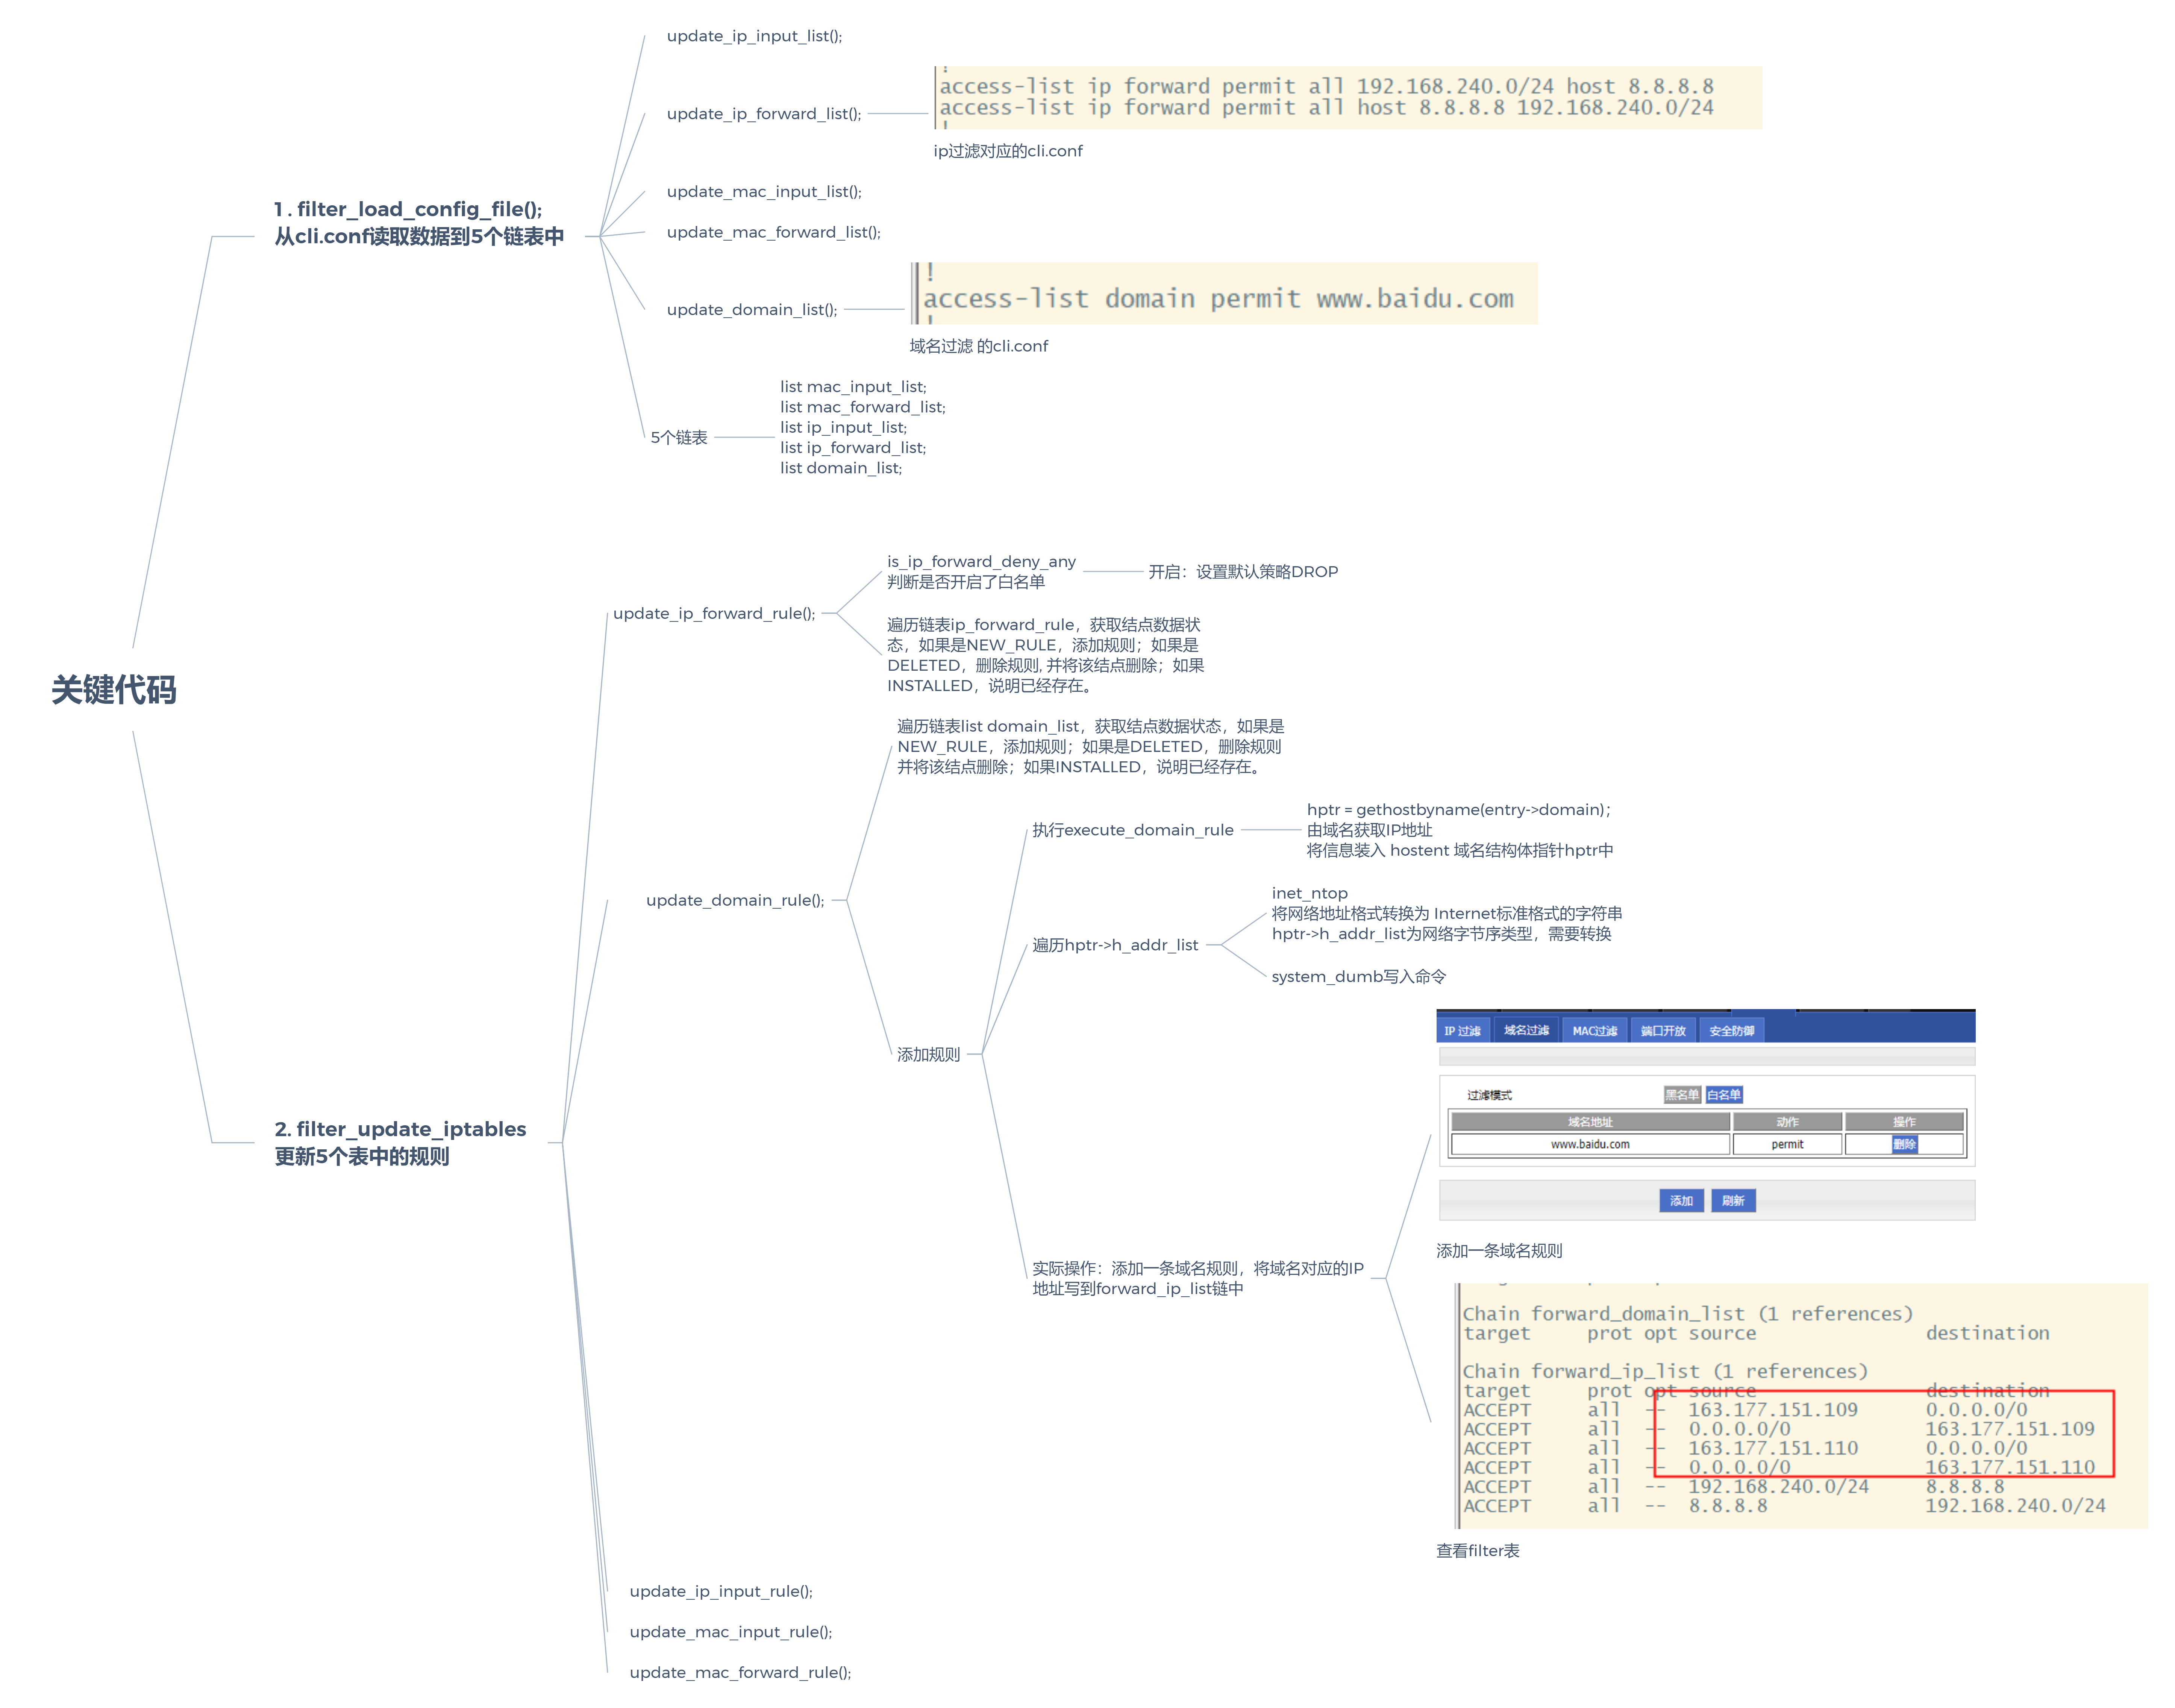 关键代码
1. filter_load_config_file();
从cli.conf读取数据到5个链表中
update_ip_input_list();
update_ip_forward_list();
!
access-list ip forward permit all 192.168.240.0/24 host 8.8.8.8
access-list ip forward permit all host 8.8.8.8 192.168.240.0/24
!
ip过滤对应的cli.conf
update_mac_input_list();
update_mac_forward_list();
update_domain_list();
!
access-list domain permit www.baidu.com
!
域名过滤 的cli.conf
5个链表
list mac_input_list;
list mac_forward_list;
list ip_input_list;
list ip_forward_list;
list domain_list;
2. filter_update_iptables
更新5个表中的规则
update_ip_forward_rule();
is_ip_forward_deny_any
判断是否开启了白名单
开启：设置默认策略DROP
遍历链表ip_forward_rule，获取结点数据状
态，如果是NEW_RULE，添加规则；如果是
DELETED，删除规则, 并将该结点删除；如果
INSTALLED，说明已经存在。
update_domain_rule();
遍历链表list domain_list，获取结点数据状态，如果是
NEW_RULE，添加规则；如果是DELETED，删除规则
并将该结点删除；如果INSTALLED，说明已经存在。
添加规则
执行execute_domain_rule
hptr = gethostbyname(entry->domain)；
由域名获取IP地址
将信息装入 hostent 域名结构体指针hptr中
遍历hptr->h_addr_list
inet_ntop
将网络地址格式转换为 Internet标准格式的字符串
hptr->h_addr_list为网络字节序类型，需要转换
system_dumb写入命令
实际操作：添加一条域名规则，将域名对应的IP
地址写到forward_ip_list链中
IP 过滤 域名过滤 MAC过滤 端口开放 安全防御
过滤模式 黑名单 白名单
域名地址 动作 操作
www.baidu.com permit 删除
添加 刷新
添加一条域名规则
Chain forward_domain_list (1 references)
target prot opt source destination
Chain forward_ip_list (1 references)
target prot opt source destination
ACCEPT all -- 163.177.151.109 0.0.0.0/0
ACCEPT all -- 0.0.0.0/0 163.177.151.109
ACCEPT all -- 163.177.151.110 0.0.0.0/0
ACCEPT all -- 0.0.0.0/0 163.177.151.110
ACCEPT all -- 192.168.240.0/24 8.8.8.8
ACCEPT all -- 8.8.8.8 192.168.240.0/24
查看filter表
update_ip_input_rule();
update_mac_input_rule();
update_mac_forward_rule();